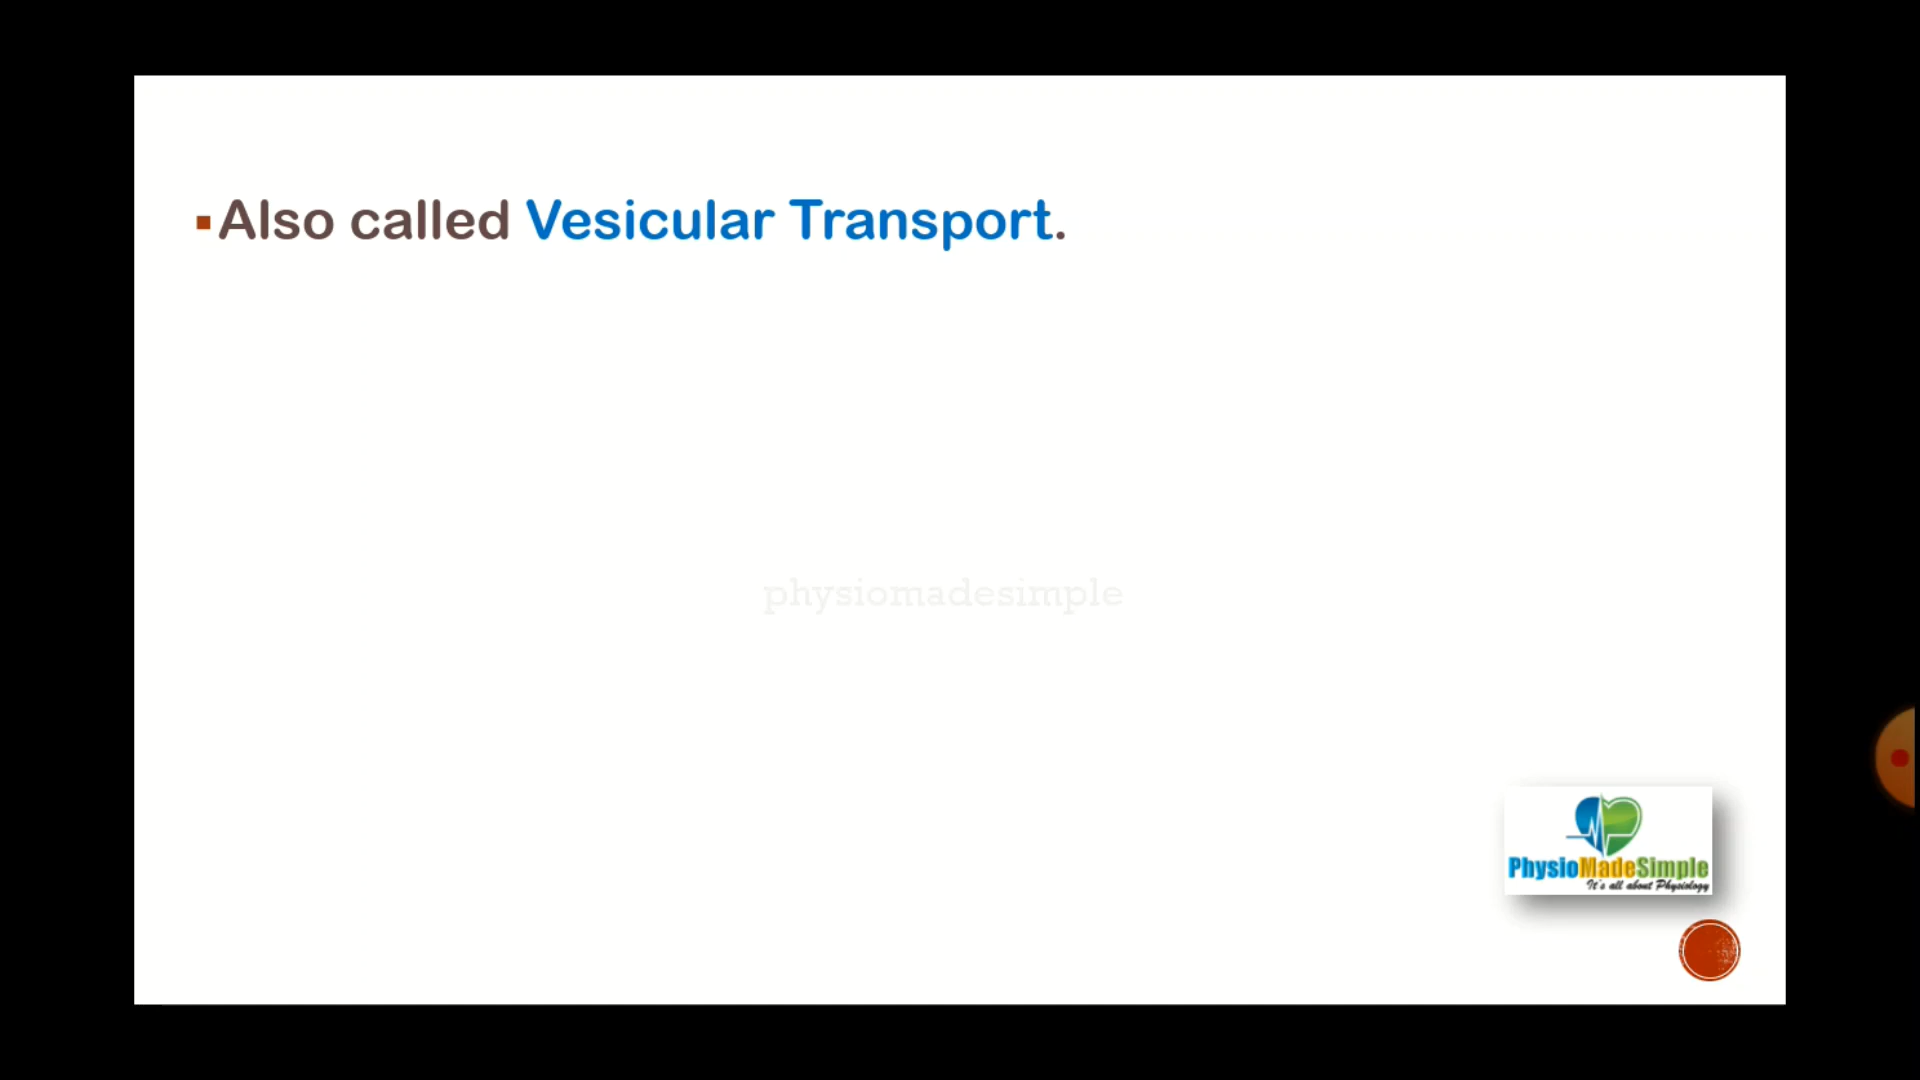 ▪Also called Vesicular Transport.
physiomadesimple
PhysioMadeSimple
It's all about Physiology